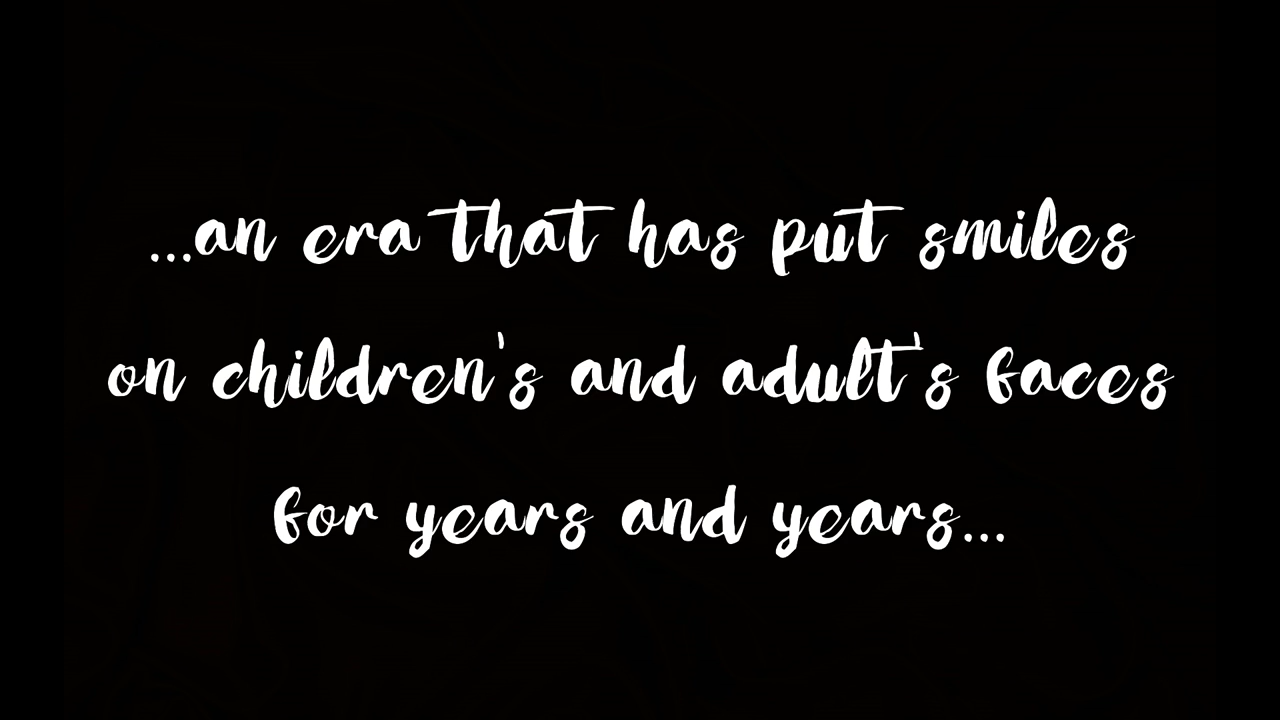 ...an era that has put smiles
on children's and adult's faces
for years and years...